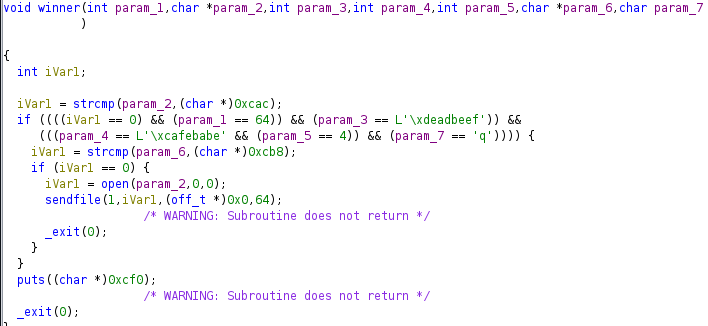 void winner(int param_1,char *param_2,int param_3,int param_4,int param_5,char *param_6,char param_7
)
{
int iVar1;
iVar1 = strcmp(param_2,(char *)0xcac);
if ((((iVar1 == 0) && (param_1 == 64)) && (param_3 == L'\xdeadbeef')) &&
(((param_4 == L'\xcafebabe' && (param_5 == 4)) && (param_7 == 'q')))) {
iVar1 = strcmp(param_6,(char *)0xcb8);
if (iVar1 == 0) {
iVar1 = open(param_2,0,0);
sendfile(1,iVar1,(off_t *)0x0,64);
/* WARNING: Subroutine does not return */
_exit(0);
}
}
puts((char *)0xcf0);
/* WARNING: Subroutine does not return */
_exit(0);
}